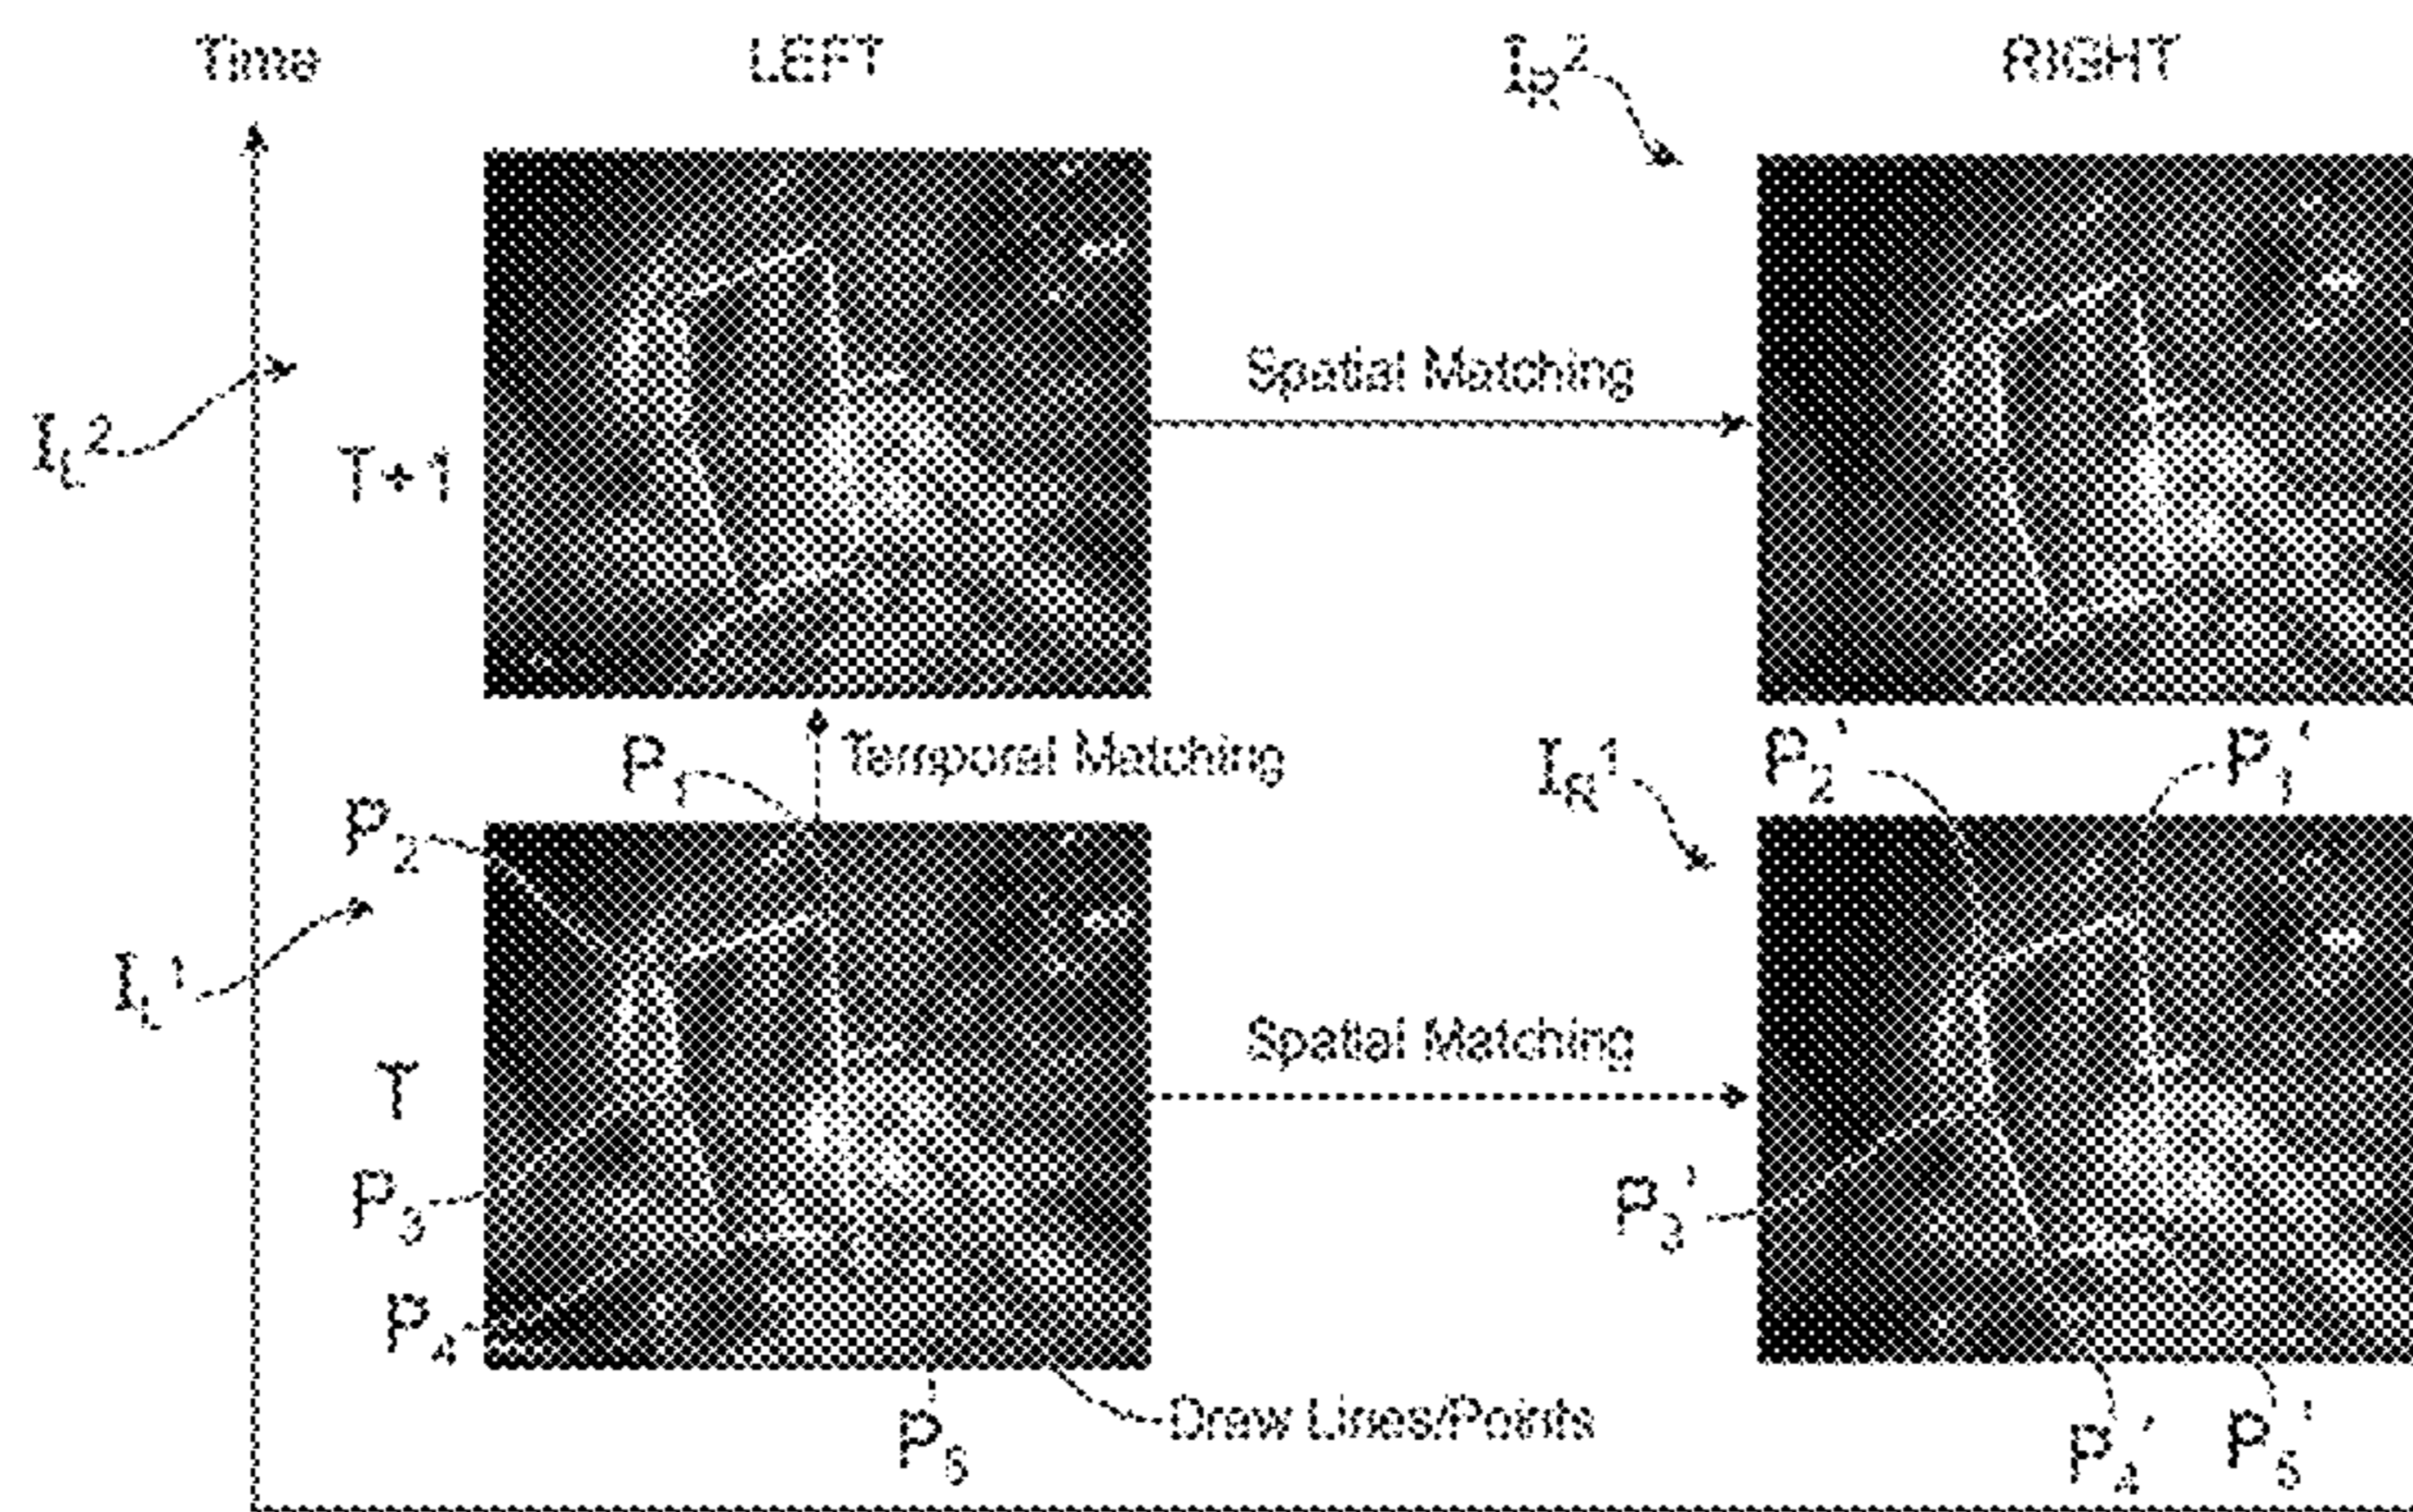 Time LEFT I_R^2 RIGHT
Spatial Matching
I_L^2 T+1
P_1 Temporal Matching I_R^1 P_2' P_1'
P_2
I_L^1
Spatial Matching
T
P_3 P_3'
P_4
P_5 Draw Lines/Points P_4' P_5'